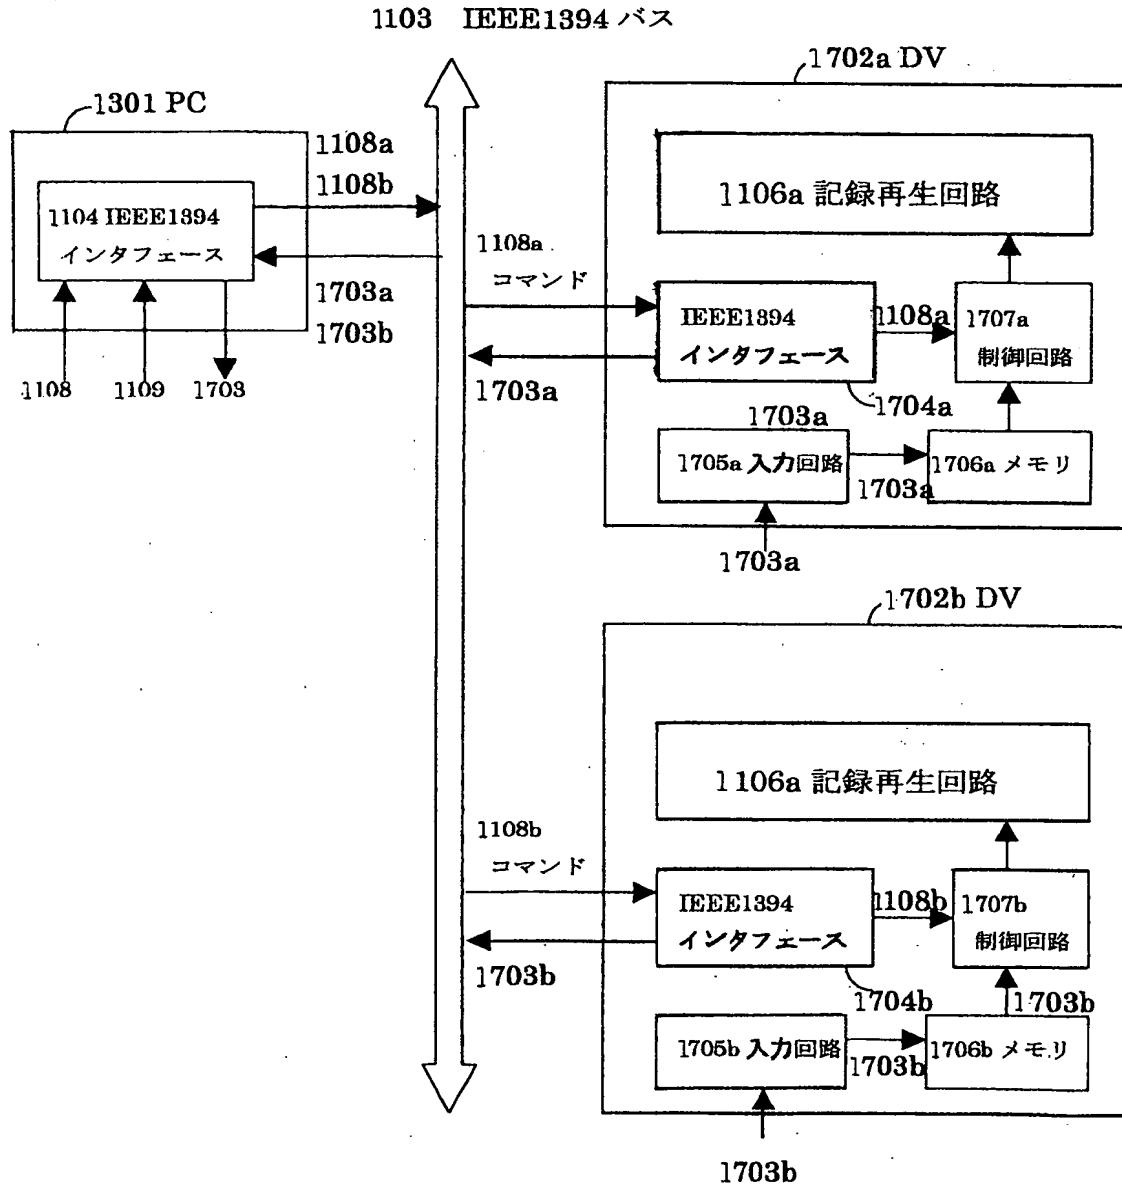 1103 IEEE1394 バス
1301 PC
1108a
1108b
1104 IEEE1394
インタフェース
1703a
1703b
1108
1109
1703
1702a DV
1106a 記録再生回路
1108a
コマンド
IEEE1394
インタフェース
1108a
1707a
制御回路
1703a
1704a
1703a
1705a 入力回路
1703a
1706a メモリ
1703a
1702b DV
1106a 記録再生回路
1108b
コマンド
IEEE1394
インタフェース
1108b
1707b
制御回路
1703b
1704b
1703b
1705b 入力回路
1703b
1706b メモリ
1703b